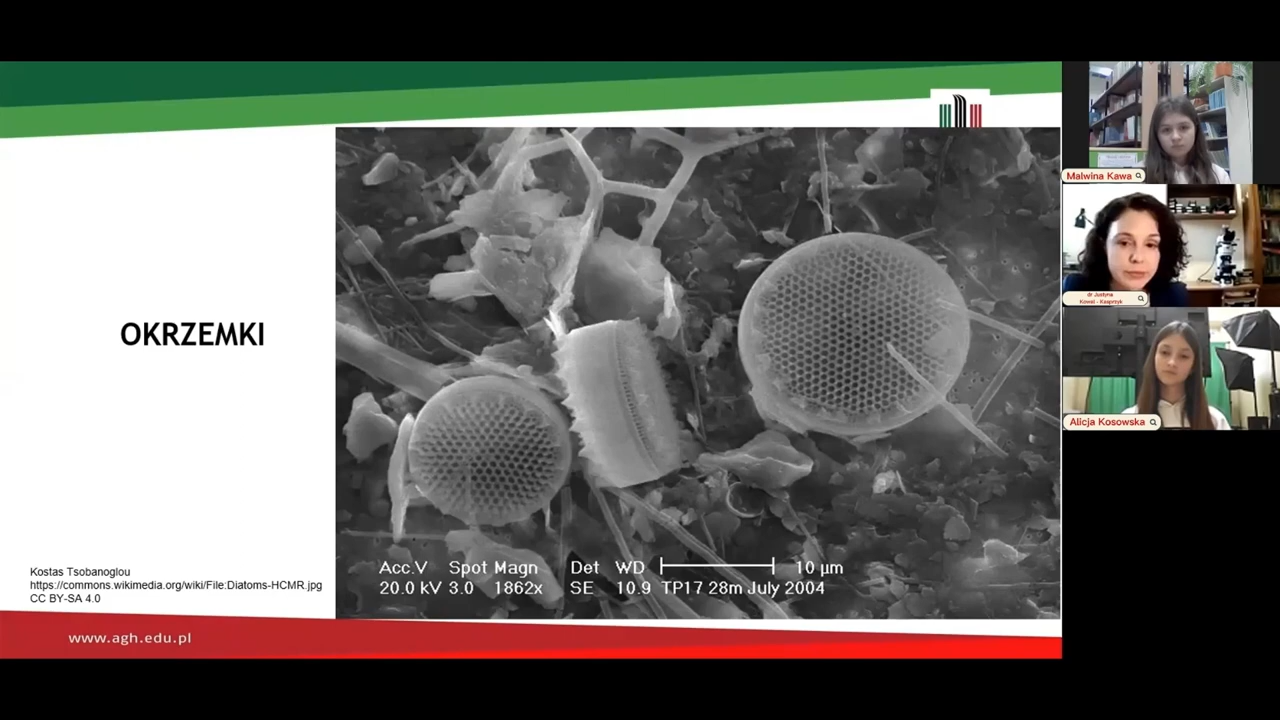 OKRZEMKI
Kostas Tsobanoglou
https://commons.wikimedia.org/wiki/File:Diatoms-HCMR.jpg
CC BY-SA 4.0
www.agh.edu.pl
Acc.V Spot Magn Det WD 10 µm
20.0 kV 3.0 1862x SE 10.9 TP17 28m July 2004
Malwina Kawa
dr Justyna
Kowal - Kasprzyk
Alicja Kosowska